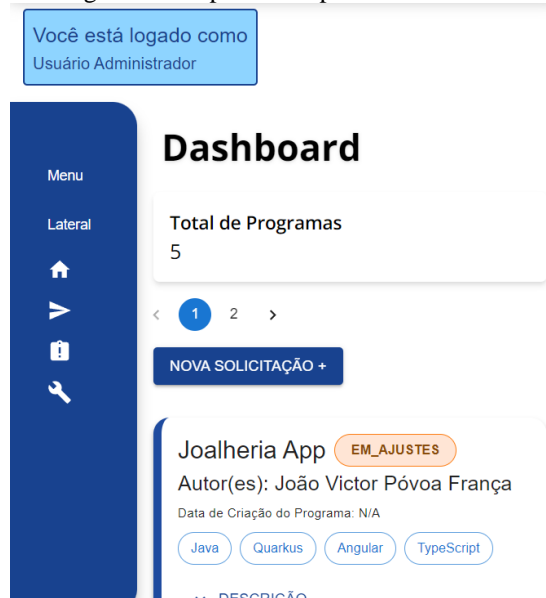 Você está logado como
Usuário Administrador
Dashboard
Menu
Lateral
Total de Programas
5
1 2
NOVA SOLICITAÇÃO +
Joalheria App EM_AJUSTES
Autor(es): João Victor Póvoa França
Data de Criação do Programa: N/A
Java Quarkus Angular TypeScript
DESCRIÇÃO